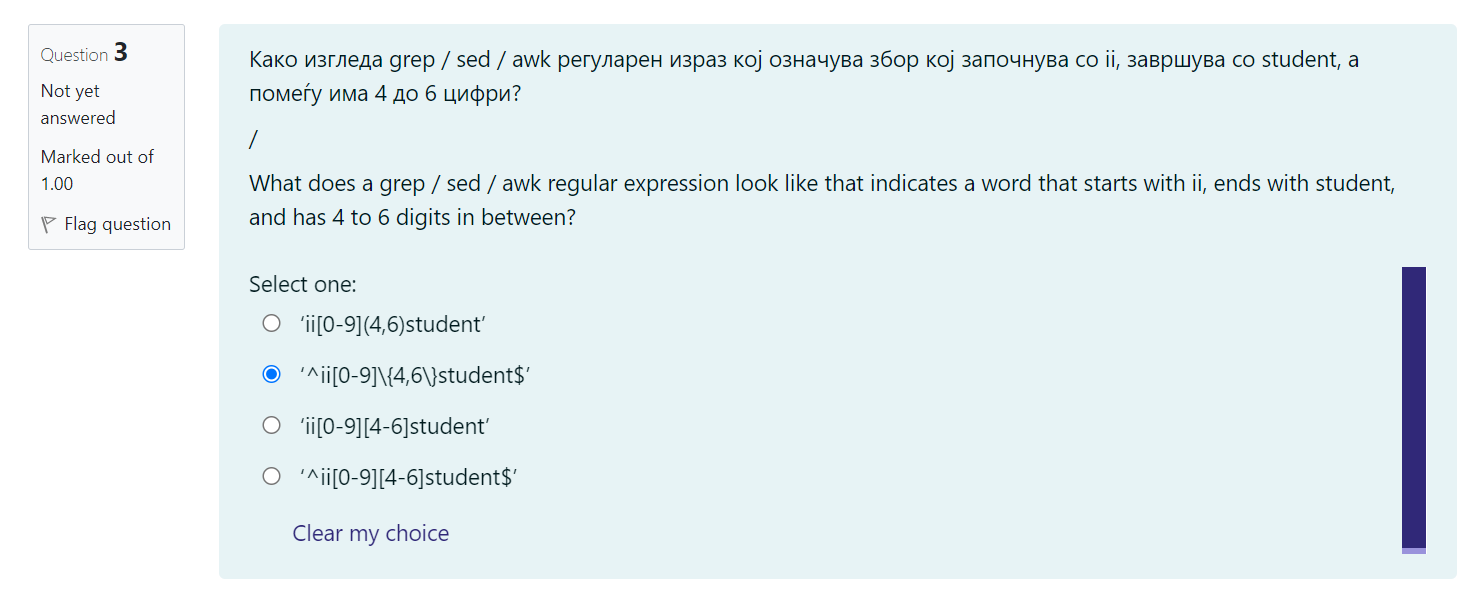 Question 3
Not yet
answered
Marked out of
1.00
Flag question
Како изгледа grep / sed / awk регуларен израз кој означува збор кој започнува со ii, завршува со student, а
помеѓу има 4 до 6 цифри?
/
What does a grep / sed / awk regular expression look like that indicates a word that starts with ii, ends with student,
and has 4 to 6 digits in between?
Select one:
‘ii[0-9](4,6)student’
‘^ii[0-9]\{4,6\}student$’
‘ii[0-9][4-6]student’
‘^ii[0-9][4-6]student$’
Clear my choice